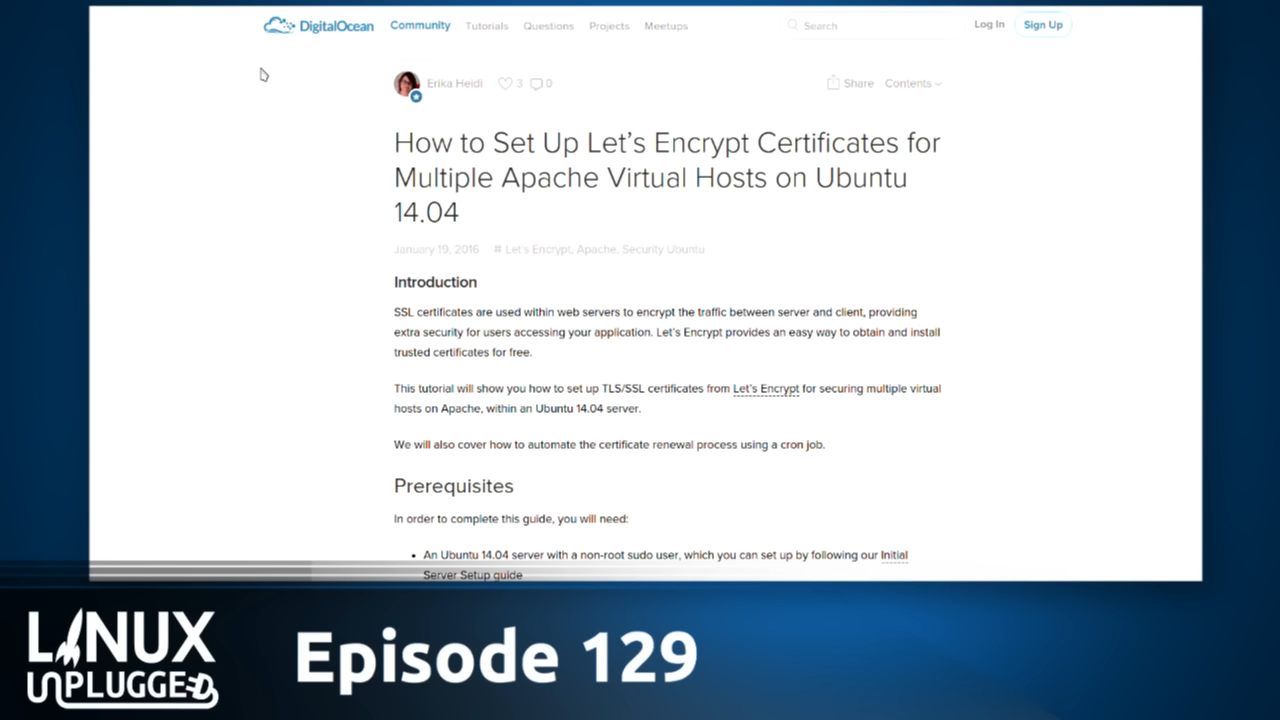 DigitalOcean Community Tutorials Questions Projects Meetups Search Log In Sign Up
Erika Heidi 3 0 Share Contents
How to Set Up Let's Encrypt Certificates for
Multiple Apache Virtual Hosts on Ubuntu
14.04
January 19, 2016 # Let's Encrypt, Apache, Security Ubuntu
Introduction
SSL certificates are used within web servers to encrypt the traffic between server and client, providing
extra security for users accessing your application. Let's Encrypt provides an easy way to obtain and install
trusted certificates for free.
This tutorial will show you how to set up TLS/SSL certificates from Let's Encrypt for securing multiple virtual
hosts on Apache, within an Ubuntu 14.04 server.
We will also cover how to automate the certificate renewal process using a cron job.
Prerequisites
In order to complete this guide, you will need:
• An Ubuntu 14.04 server with a non-root sudo user, which you can set up by following our Initial
Server Setup guide
LINUX
UNPLUGGED
Episode 129